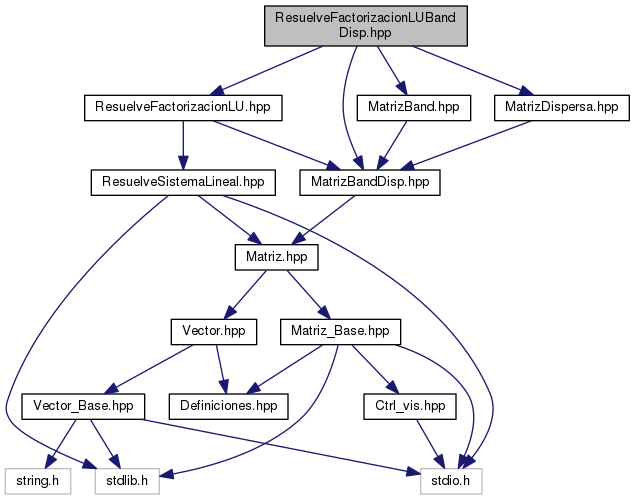 ResuelveFactorizacionLUBand
Disp.hpp
ResuelveFactorizacionLU.hpp
MatrizBand.hpp
MatrizDispersa.hpp
ResuelveSistemaLineal.hpp
MatrizBandDisp.hpp
Matriz.hpp
Vector.hpp
Matriz_Base.hpp
Vector_Base.hpp
Definiciones.hpp
Ctrl_vis.hpp
string.h
stdlib.h
stdio.h